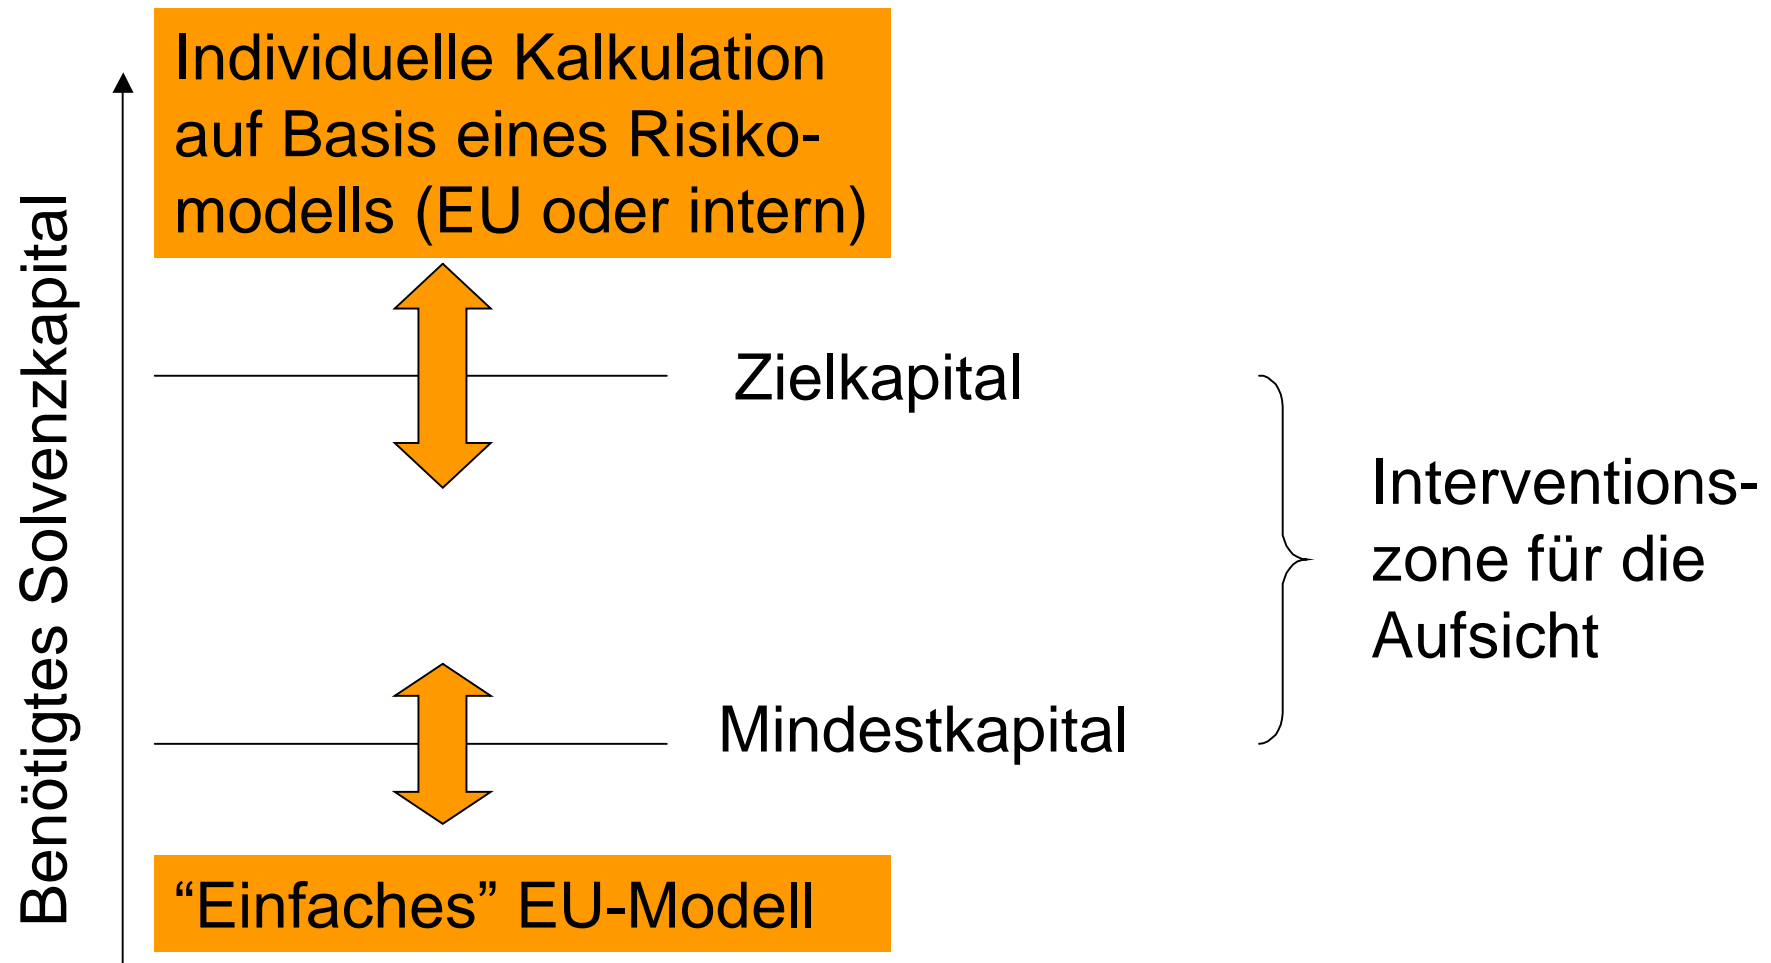 Individuelle Kalkulation
auf Basis eines Risiko-
modells (EU oder intern)
Benötigtes Solvenzkapital
Zielkapital
Interventions-
zone für die
Aufsicht
Mindestkapital
“Einfaches” EU-Modell